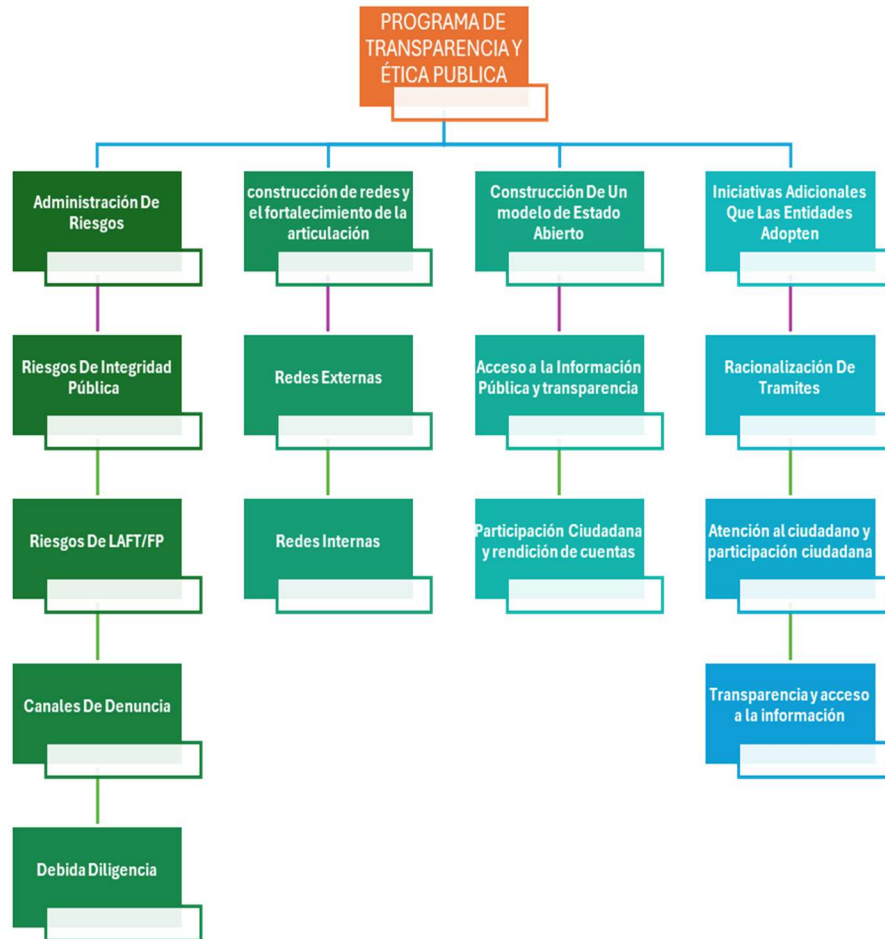 PROGRAMA DE
TRANSPARENCIA Y
ÉTICA PUBLICA
Administración De
Riesgos
construcción de redes y
el fortalecimiento de la
articulación
Construcción De Un
modelo de Estado
Abierto
Iniciativas Adicionales
Que Las Entidades
Adopten
Riesgos De Integridad
Pública
Redes Externas
Acceso a la Información
Pública y transparencia
Racionalización De
Tramites
Riesgos De LAFT/FP
Redes Internas
Participación Ciudadana
y rendición de cuentas
Atención al ciudadano y
participación ciudadana
Canales De Denuncia
Transparencia y acceso
a la información
Debida Diligencia